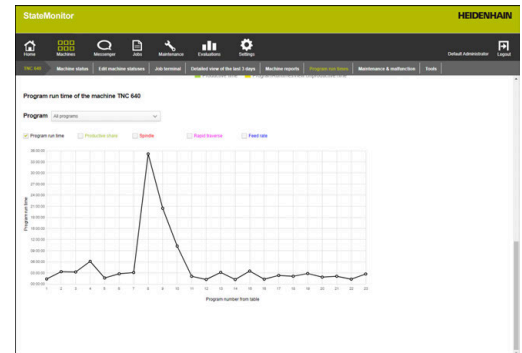 StateMonitor
HEIDENHAIN
Home
Machines
Messenger
Jobs
Maintenance
Evaluations
Settings
Default Administrator
Logout
TNC 640
Machine status
Edit machine statuses
Job terminal
Detailed view of the last 3 days
Machine reports
Program run times
Maintenance & malfunction
Tools
Program run time of the machine TNC 640
Program All programs
Program run time
Productive share
Spindle
Rapid traverse
Feed rate
Program run time
1 2 3 4 5 6 7 8 9 10 11 12 13 14 15 16 17 18 19 20 21 22 23
Program number from table